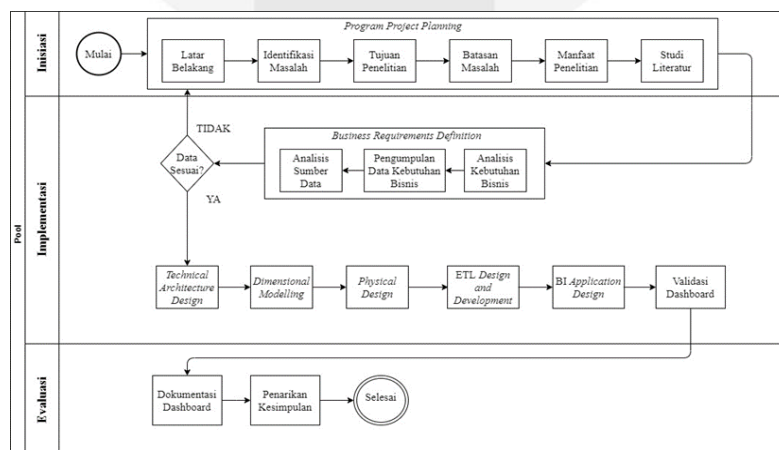 Pool
Inisiasi
Program Project Planning
Mulai
Latar
Belakang
Identifikasi
Masalah
Tujuan
Penelitian
Batasan
Masalah
Manfaat
Penelitian
Studi
Literatur
Implementasi
TIDAK
Data
Sesuai?
YA
Business Requirements Definition
Analisis
Sumber
Data
Pengumpulan
Data Kebutuhan
Bisnis
Analisis
Kebutuhan
Bisnis
Technical
Architecture
Design
Dimensional
Modelling
Physical
Design
ETL Design
and
Development
BI Application
Design
Validasi
Dashboard
Evaluasi
Dokumentasi
Dashboard
Penarikan
Kesimpulan
Selesai